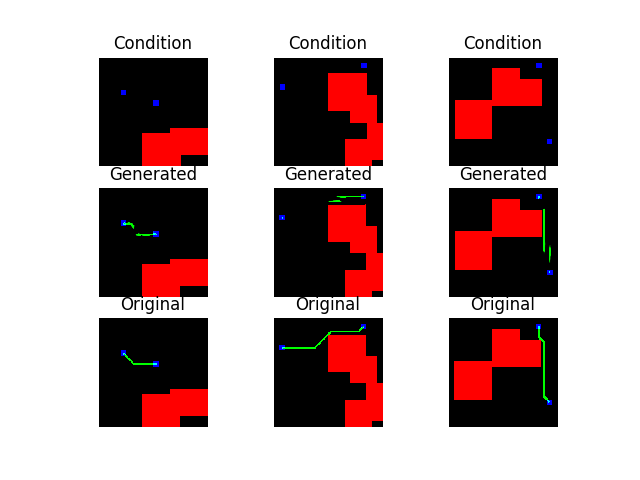 Condition Condition Condition
Generated Generated Generated
Original Original Original